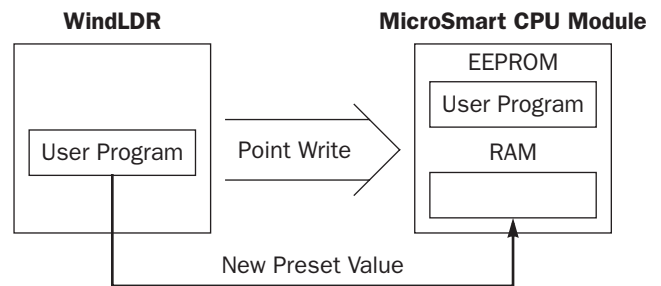 WindLDR
MicroSmart CPU Module
EEPROM
User Program
User Program
Point Write
RAM
New Preset Value